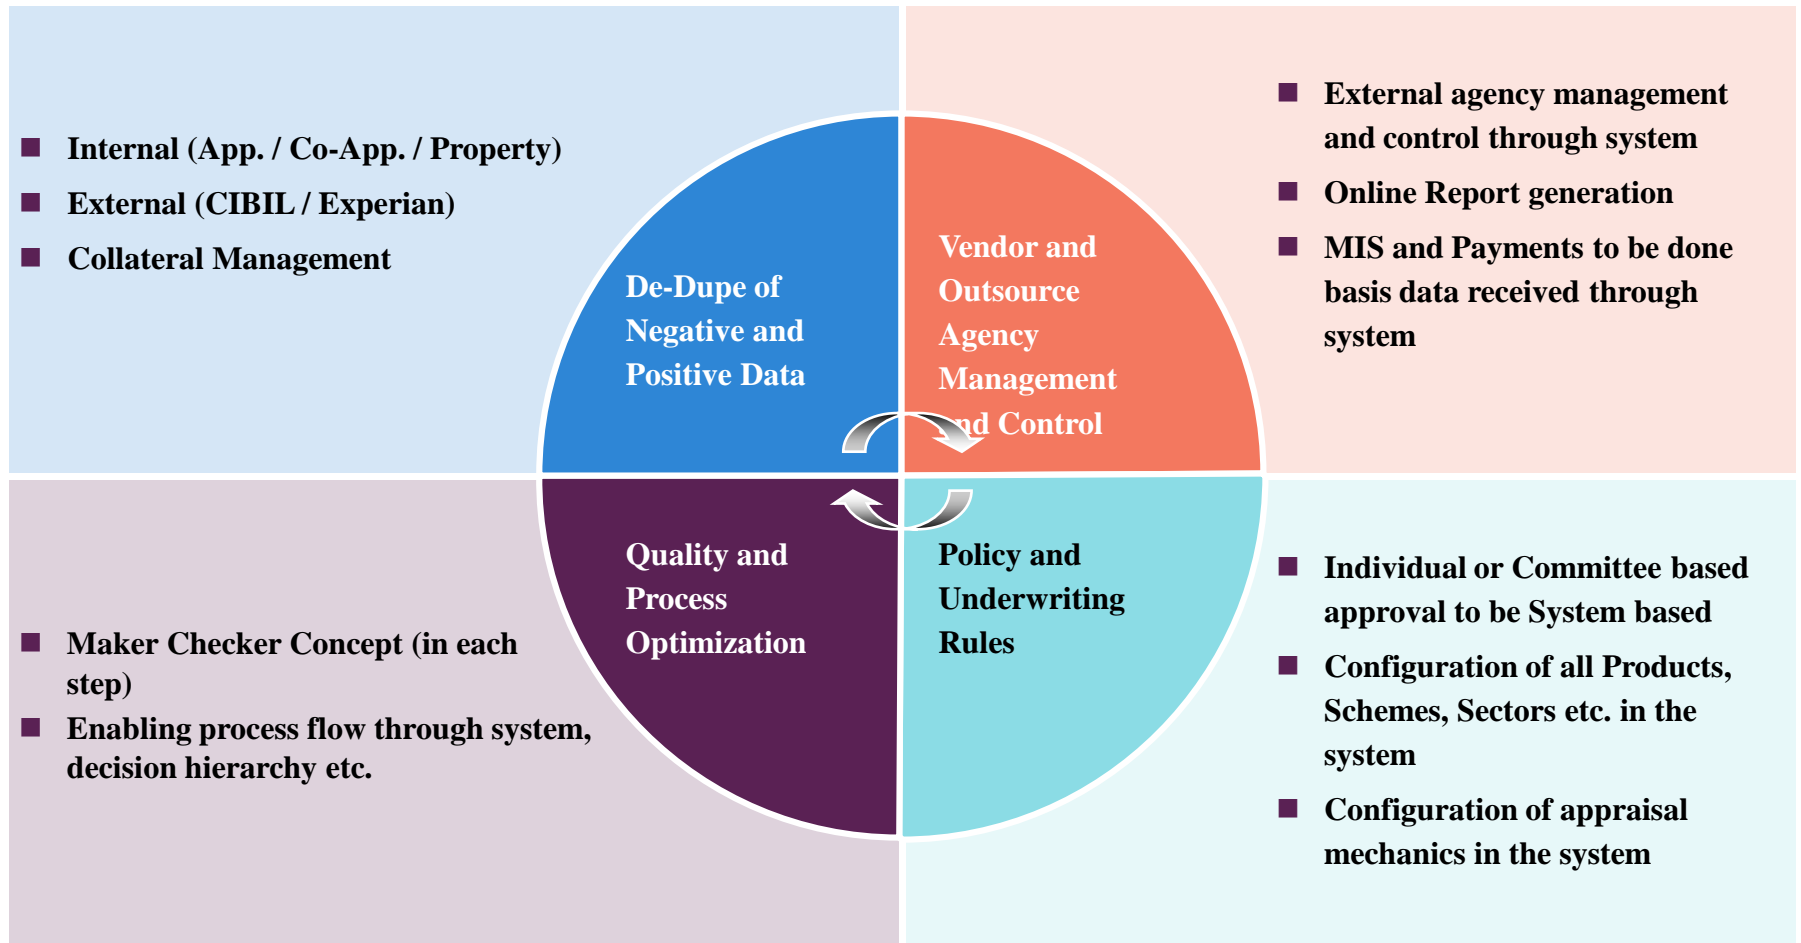 Internal (App. / Co-App. / Property)
External (CIBIL / Experian)
Collateral Management
De-Dupe of
Negative and
Positive Data
Vendor and
Outsource
Agency
Management
and Control
External agency management
and control through system
Online Report generation
MIS and Payments to be done
basis data received through
system
Maker Checker Concept (in each
step)
Enabling process flow through system,
decision hierarchy etc.
Quality and
Process
Optimization
Policy and
Underwriting
Rules
Individual or Committee based
approval to be System based
Configuration of all Products,
Schemes, Sectors etc. in the
system
Configuration of appraisal
mechanics in the system